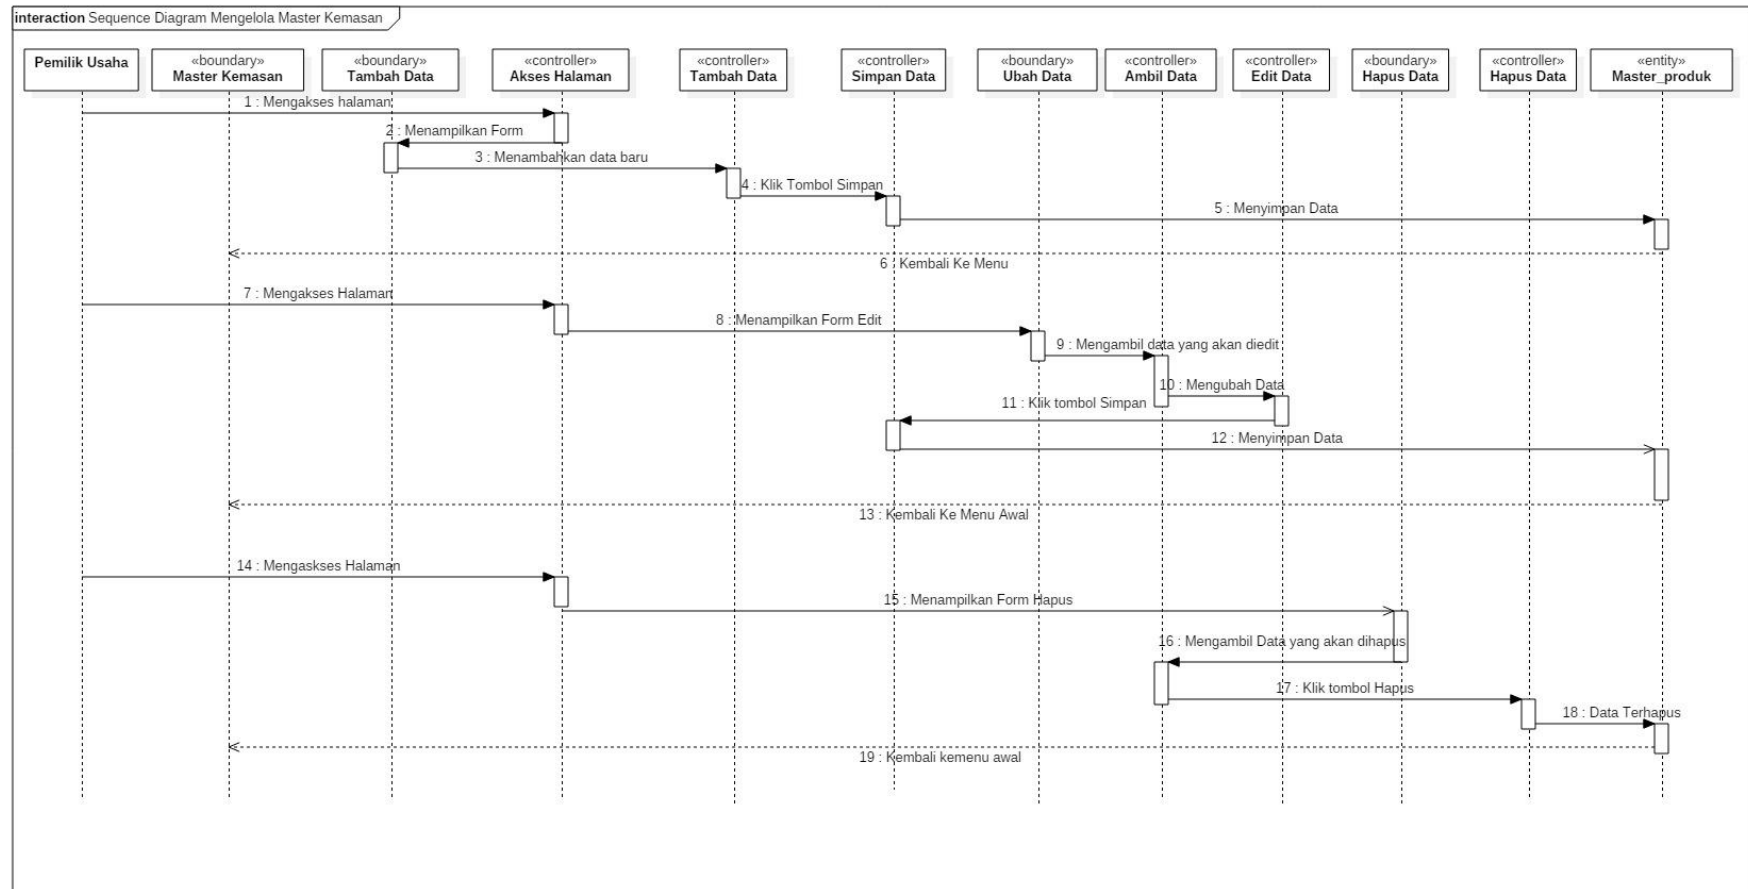 interaction Sequence Diagram Mengelola Master Kemasan
Pemilik Usaha
«boundary»
Master Kemasan
«boundary»
Tambah Data
«controller»
Akses Halaman
«controller»
Tambah Data
«controller»
Simpan Data
«boundary»
Ubah Data
«controller»
Ambil Data
«controller»
Edit Data
«boundary»
Hapus Data
«controller»
Hapus Data
«entity»
Master_produk
1 : Mengakses halaman
2 : Menampilkan Form
3 : Menambahkan data baru
4 : Klik Tombol Simpan
5 : Menyimpan Data
6 : Kembali Ke Menu
7 : Mengakses Halaman
8 : Menampilkan Form Edit
9 : Mengambil data yang akan diedit
10 : Mengubah Data
11 : Klik tombol Simpan
12 : Menyimpan Data
13 : Kembali Ke Menu Awal
14 : Mengaskses Halaman
15 : Menampilkan Form Hapus
16 : Mengambil Data yang akan dihapus
17 : Klik tombol Hapus
18 : Data Terhapus
19 : Kembali kemenu awal